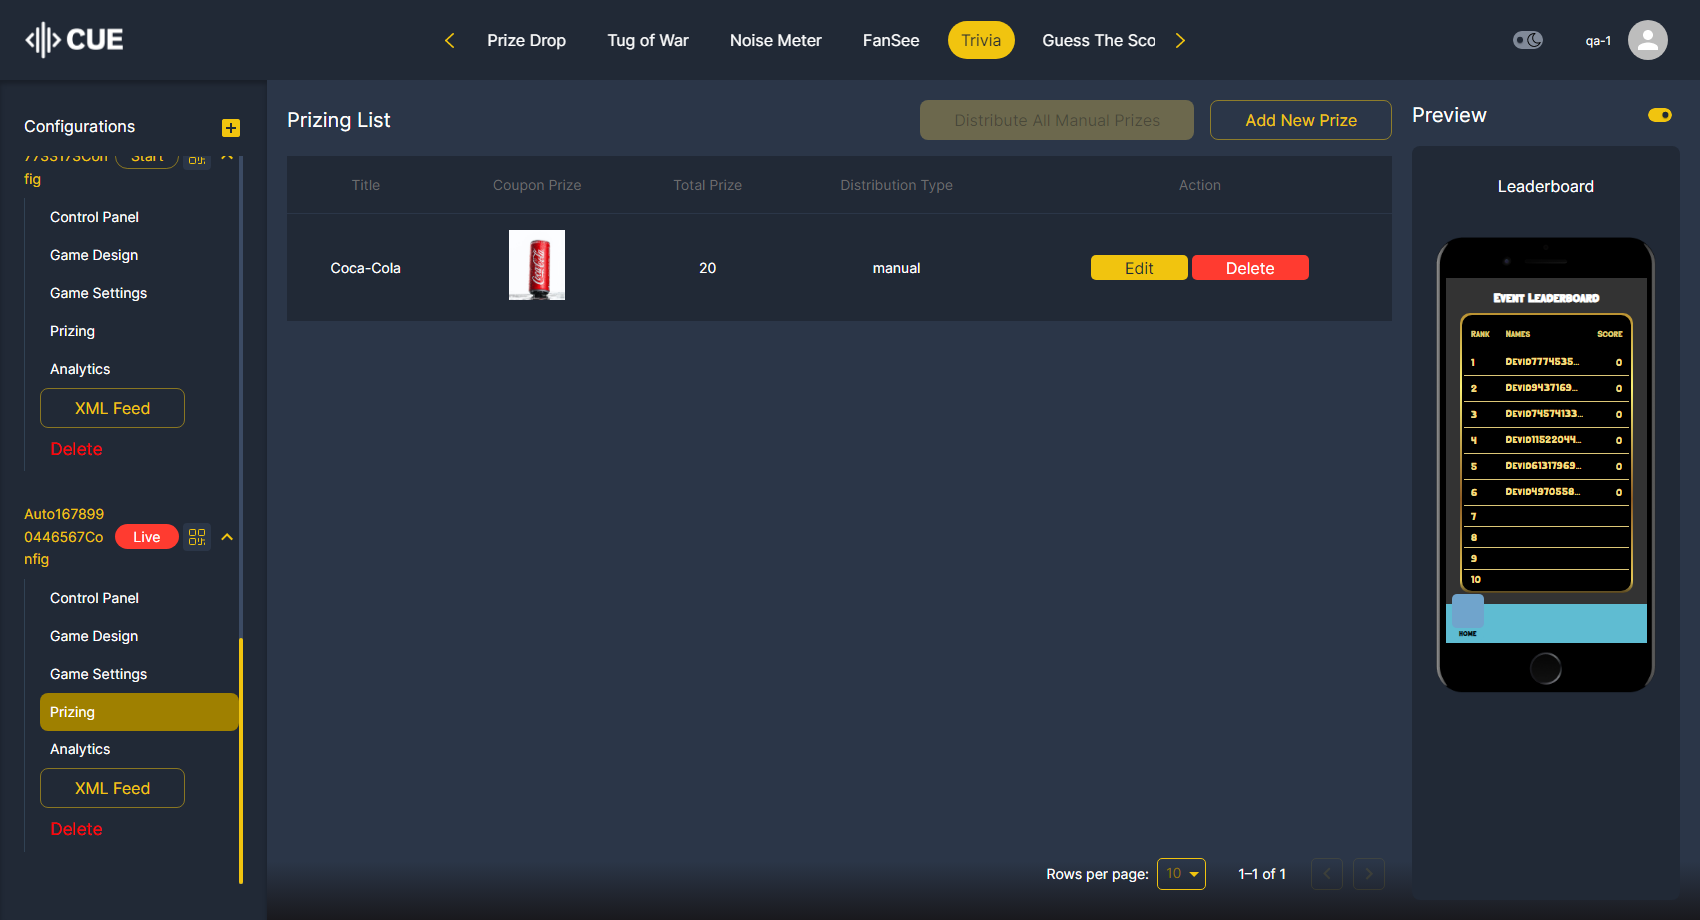 CUE
Prize Drop
Tug of War
Noise Meter
FanSee
Trivia
Guess The Sco
qa-1
Configurations
7733173Confi
Start
fig
Control Panel
Game Design
Game Settings
Prizing
Analytics
XML Feed
Delete
Auto167899
0446567Co
nfig
Live
Control Panel
Game Design
Game Settings
Prizing
Analytics
XML Feed
Delete
Prizing List
Distribute All Manual Prizes
Add New Prize
Title
Coupon Prize
Total Prize
Distribution Type
Action
Coca-Cola
Coca-Cola
20
manual
Edit
Delete
Rows per page:
10
1–1 of 1
Preview
Leaderboard
Event Leaderboard
Rank Names Score
1 Devid7774535... 0
2 Devid9437169... 0
3 Devid74574133... 0
4 Devid11522044... 0
5 Devid61317969... 0
6 Devid4970558... 0
7
8
9
10
Home